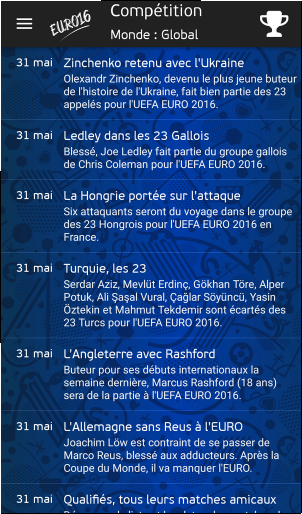 EURO16
Compétition
Monde : Global
31 mai
Zinchenko retenu avec l'Ukraine
Olexandr Zinchenko, devenu le plus jeune buteur
de l'histoire de l'Ukraine, fait bien partie des 23
appelés pour l'UEFA EURO 2016.
31 mai
Ledley dans les 23 Gallois
Blessé, Joe Ledley fait partie du groupe gallois
de Chris Coleman pour l'UEFA EURO 2016.
31 mai
La Hongrie portée sur l'attaque
Six attaquants seront du voyage dans le groupe
des 23 Hongrois pour l'UEFA EURO 2016 en
France.
31 mai
Turquie, les 23
Serdar Aziz, Mevlüt Erdinç, Gökhan Töre, Alper
Potuk, Ali Şaşal Vural, Çağlar Söyüncü, Yasin
Öztekin et Mahmut Tekdemir sont écartés des
23 Turcs pour l'UEFA EURO 2016.
31 mai
L'Angleterre avec Rashford
Buteur pour ses débuts internationaux la
semaine dernière, Marcus Rashford (18 ans)
sera de la partie à l'UEFA EURO 2016.
31 mai
L'Allemagne sans Reus à l'EURO
Joachim Löw est contraint de se passer de
Marco Reus, blessé aux adducteurs. Après la
Coupe du Monde, il va manquer l'EURO.
31 mai
Qualifiés, tous leurs matches amicaux